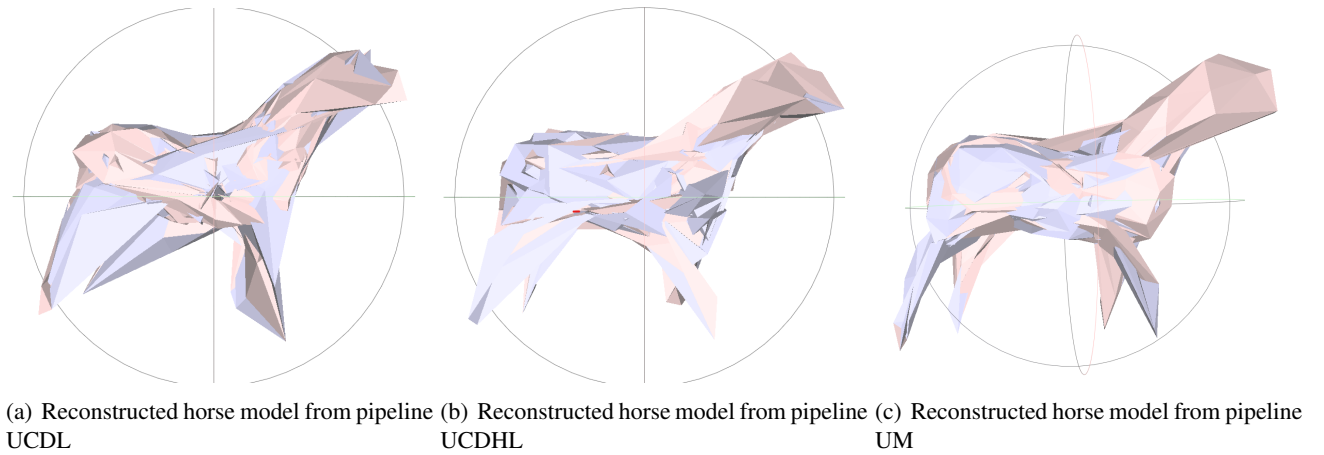 (a) Reconstructed horse model from pipeline
UCDL
(b) Reconstructed horse model from pipeline
UCDHL
(c) Reconstructed horse model from pipeline
UM